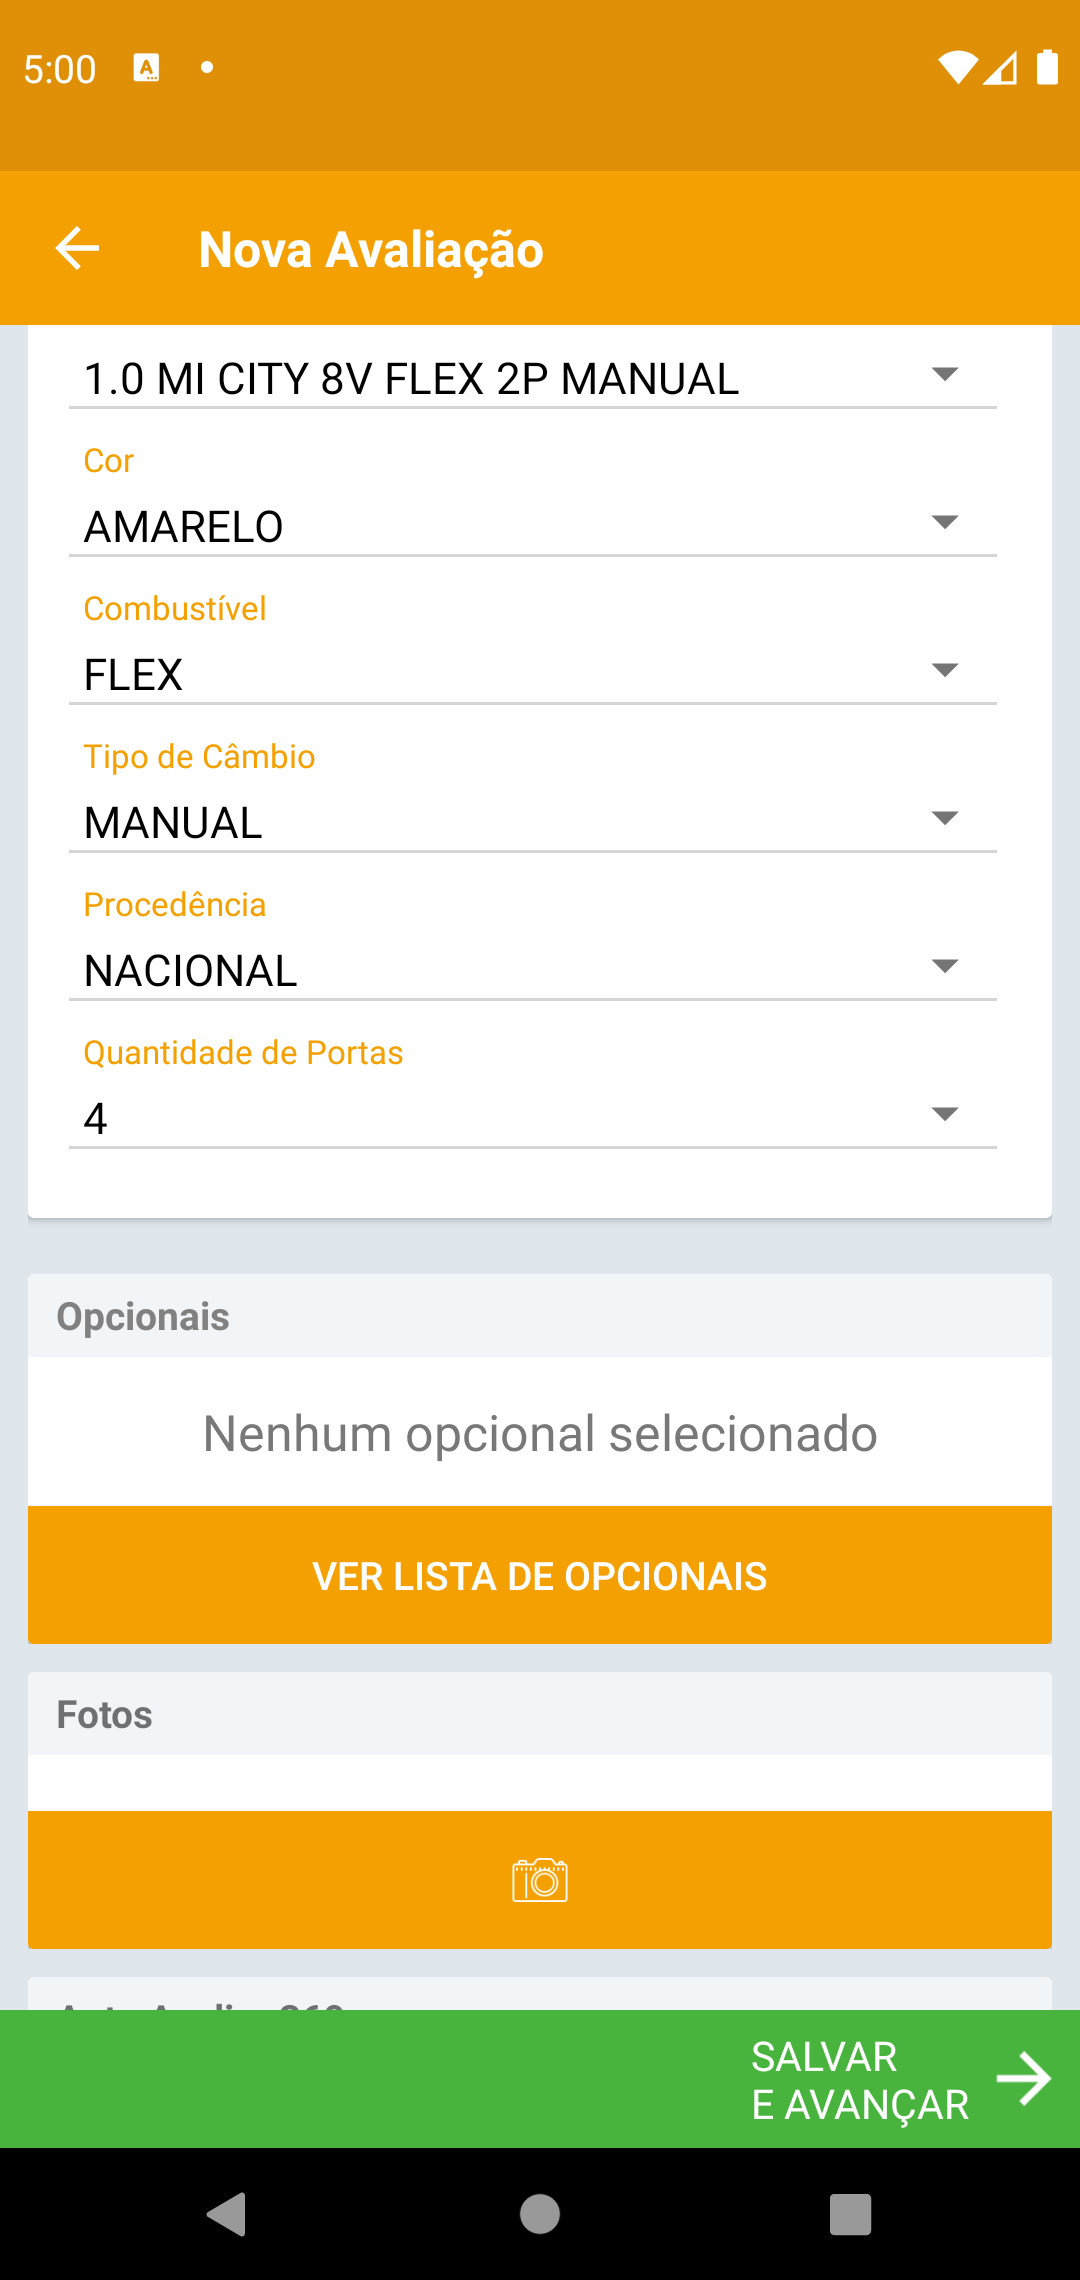 5:00
Nova Avaliação
1.0 MI CITY 8V FLEX 2P MANUAL
Cor
AMARELO
Combustível
FLEX
Tipo de Câmbio
MANUAL
Procedência
NACIONAL
Quantidade de Portas
4
Opcionais
Nenhum opcional selecionado
VER LISTA DE OPCIONAIS
Fotos
SALVAR
E AVANÇAR